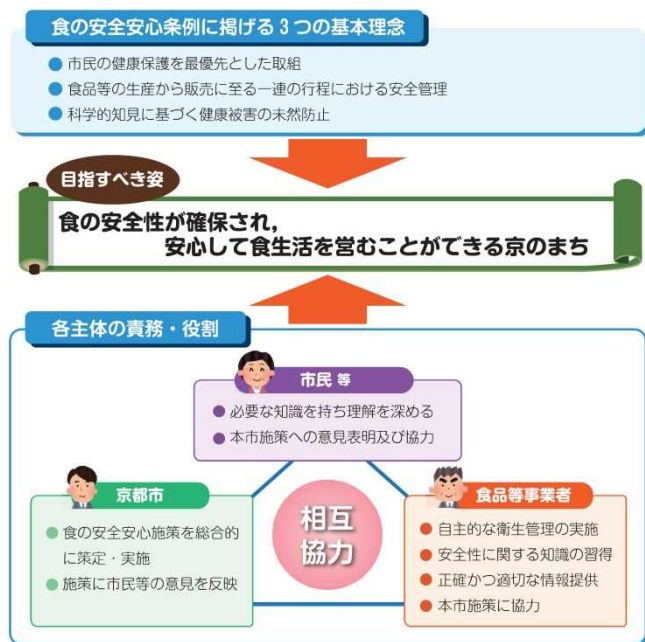 食の安全安心条例に掲げる3つの基本理念
● 市民の健康保護を最優先とした取組
● 食品等の生産から販売に至る一連の行程における安全管理
● 科学的知見に基づく健康被害の未然防止
目指すべき姿
食の安全性が確保され，
安心して食生活を営むことができる京のまち
各主体の責務・役割
市民 等
● 必要な知識を持ち理解を深める
● 本市施策への意見表明及び協力
京都市
● 食の安全安心施策を総合的
に策定・実施
● 施策に市民等の意見を反映
相互
協力
食品等事業者
● 自主的な衛生管理の実施
● 安全性に関する知識の習得
● 正確かつ適切な情報提供
● 本市施策に協力